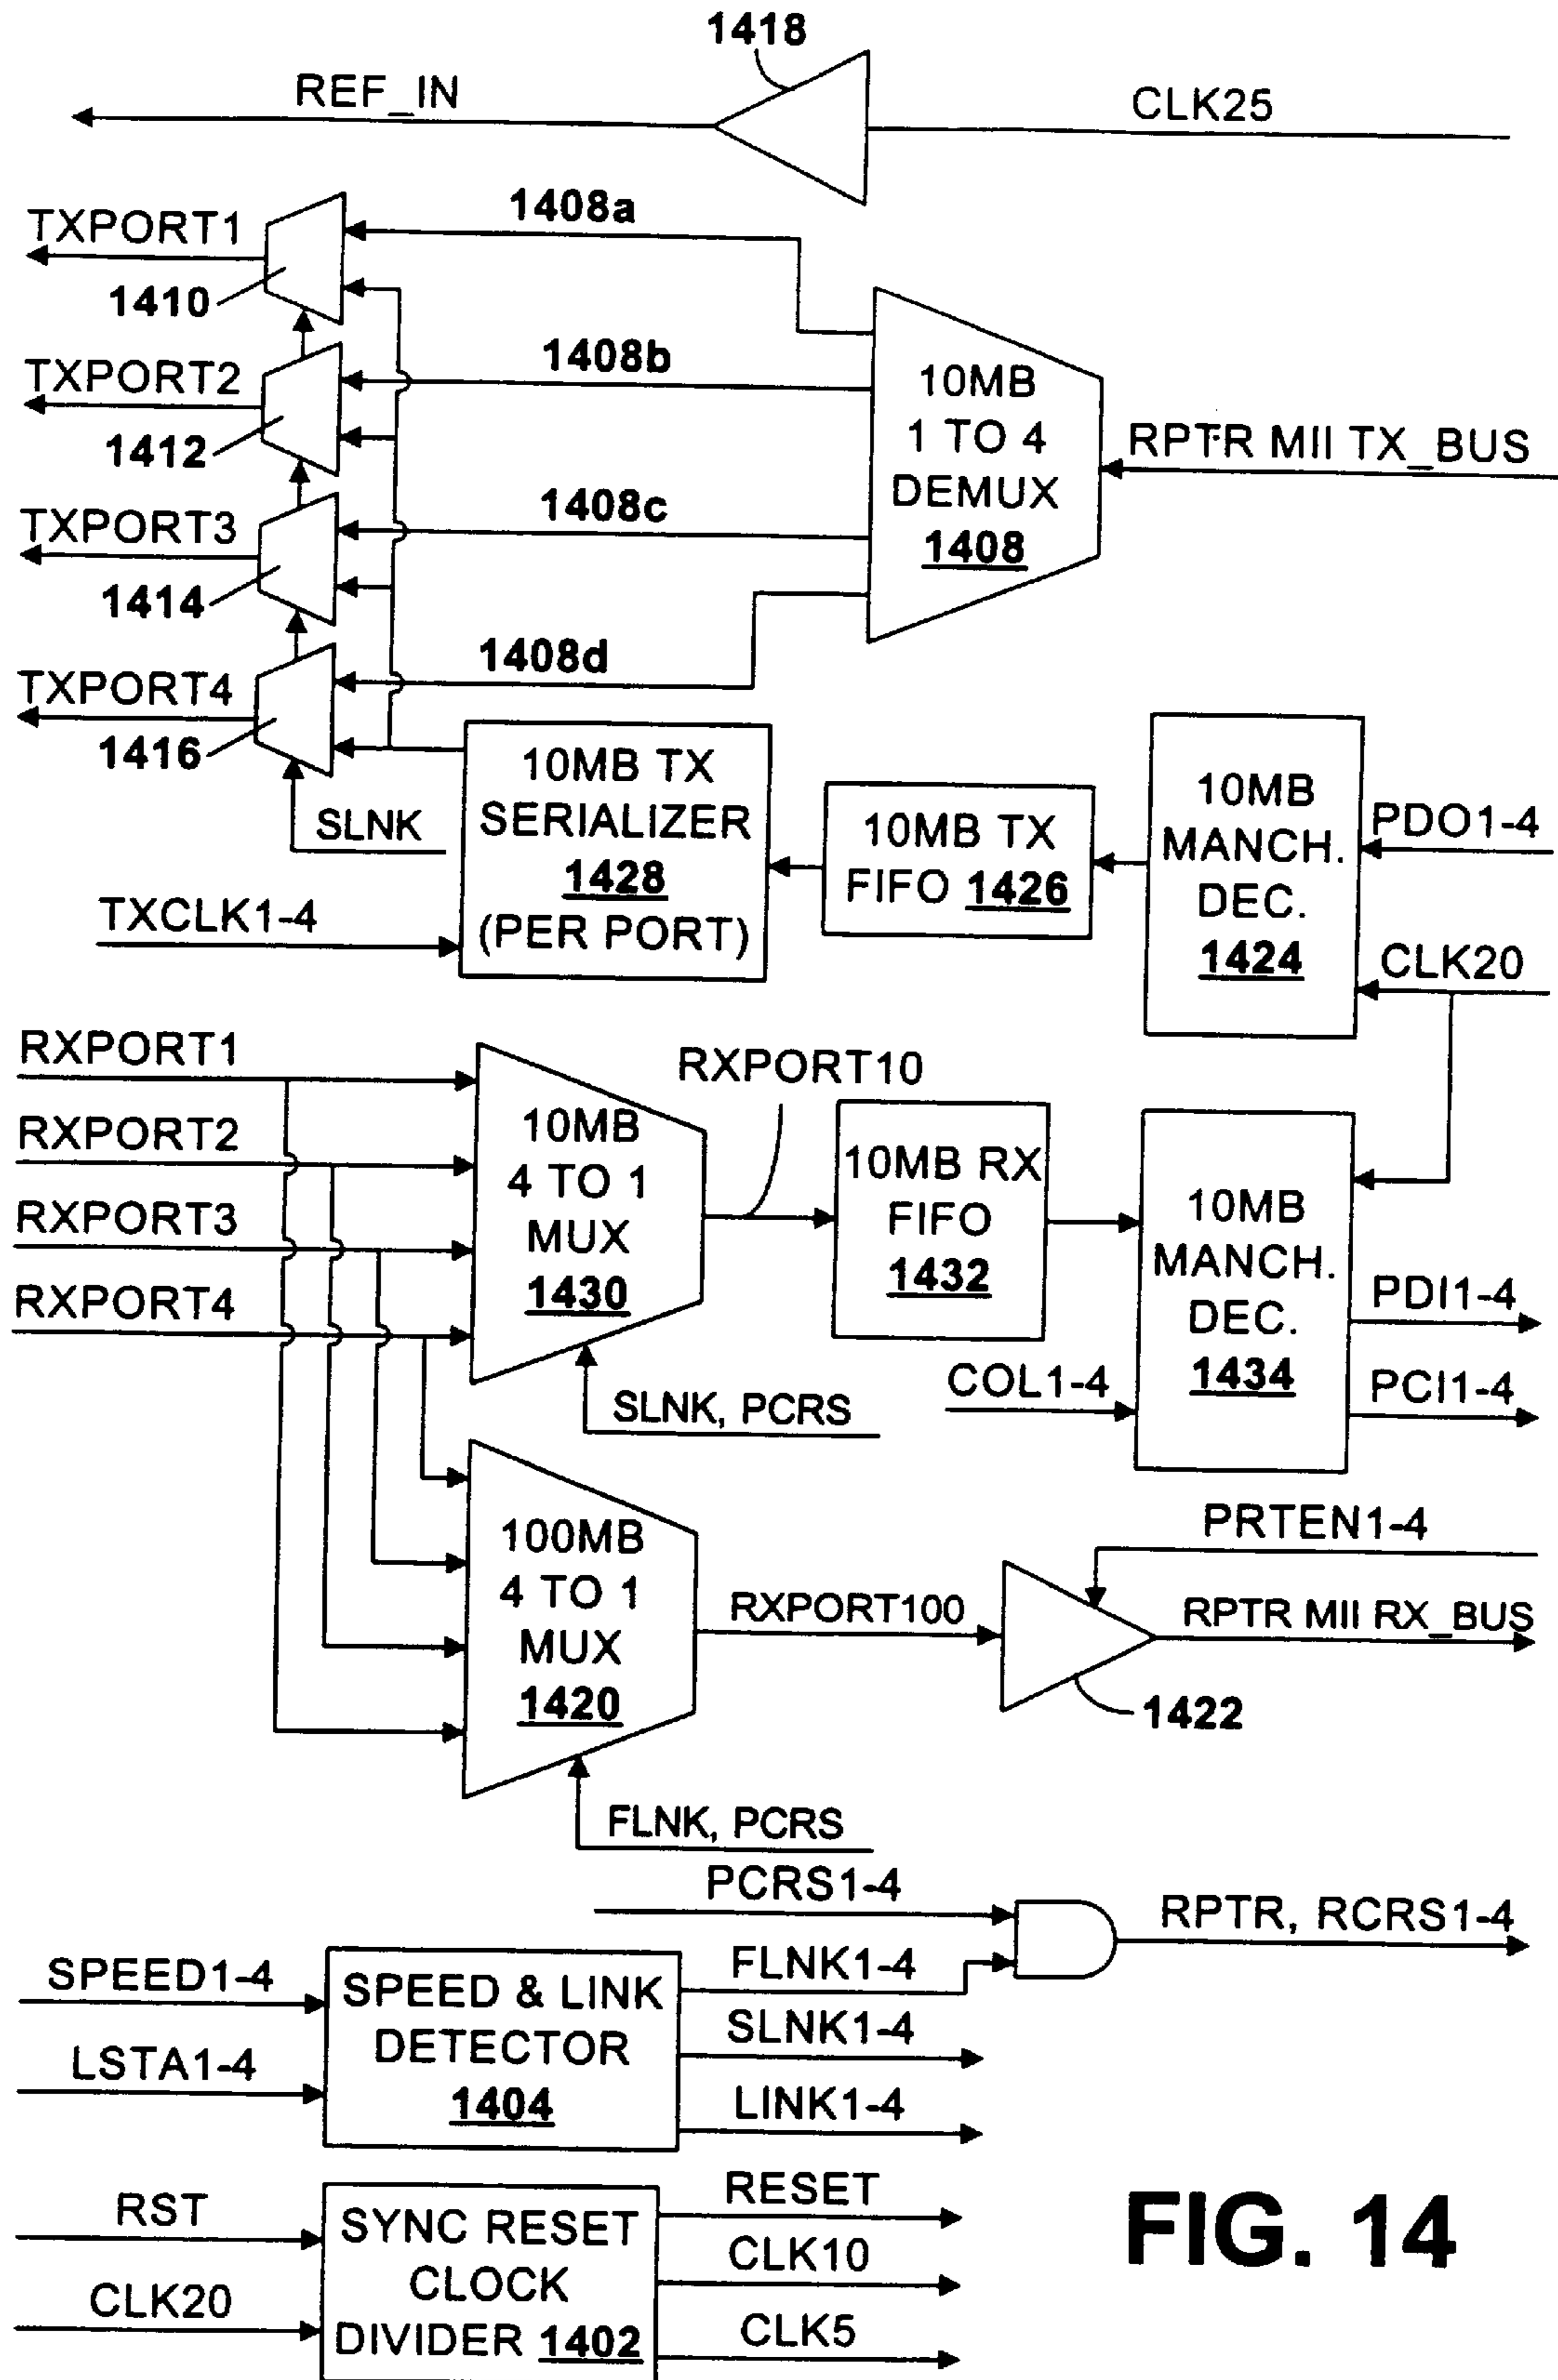 1418
REF_IN
CLK25
1408a
TXPORT1
1410
1408b
TXPORT2
1412
10MB
1 TO 4
DEMUX
1408
RPTR MII TX_BUS
1408c
TXPORT3
1414
1408d
TXPORT4
1416
SLNK
10MB TX
SERIALIZER
1428
(PER PORT)
10MB TX
FIFO 1426
10MB
MANCH.
DEC.
1424
PDO1-4
CLK20
TXCLK1-4
RXPORT1
RXPORT2
RXPORT3
RXPORT4
10MB
4 TO 1
MUX
1430
RXPORT10
10MB RX
FIFO
1432
10MB
MANCH.
DEC.
1434
PDI1-4
PCI1-4
COL1-4
SLNK, PCRS
100MB
4 TO 1
MUX
1420
RXPORT100
PRTEN1-4
RPTR MII RX_BUS
1422
FLNK, PCRS
PCRS1-4
RPTR, RCRS1-4
SPEED1-4
LSTA1-4
SPEED & LINK
DETECTOR
1404
FLNK1-4
SLNK1-4
LINK1-4
RST
CLK20
SYNC RESET
CLOCK
DIVIDER 1402
RESET
CLK10
CLK5
FIG. 14